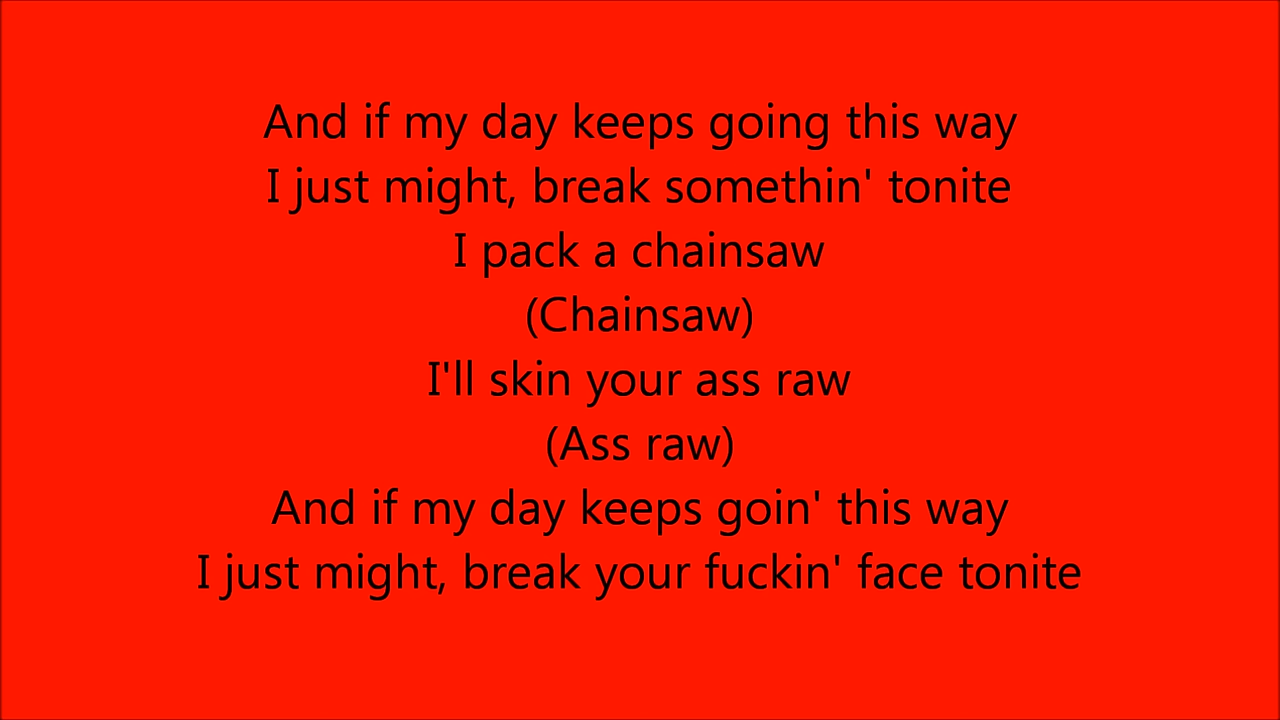 And if my day keeps going this way
I just might, break somethin' tonite
I pack a chainsaw
(Chainsaw)
I'll skin your ass raw
(Ass raw)
And if my day keeps goin' this way
I just might, break your fuckin' face tonite